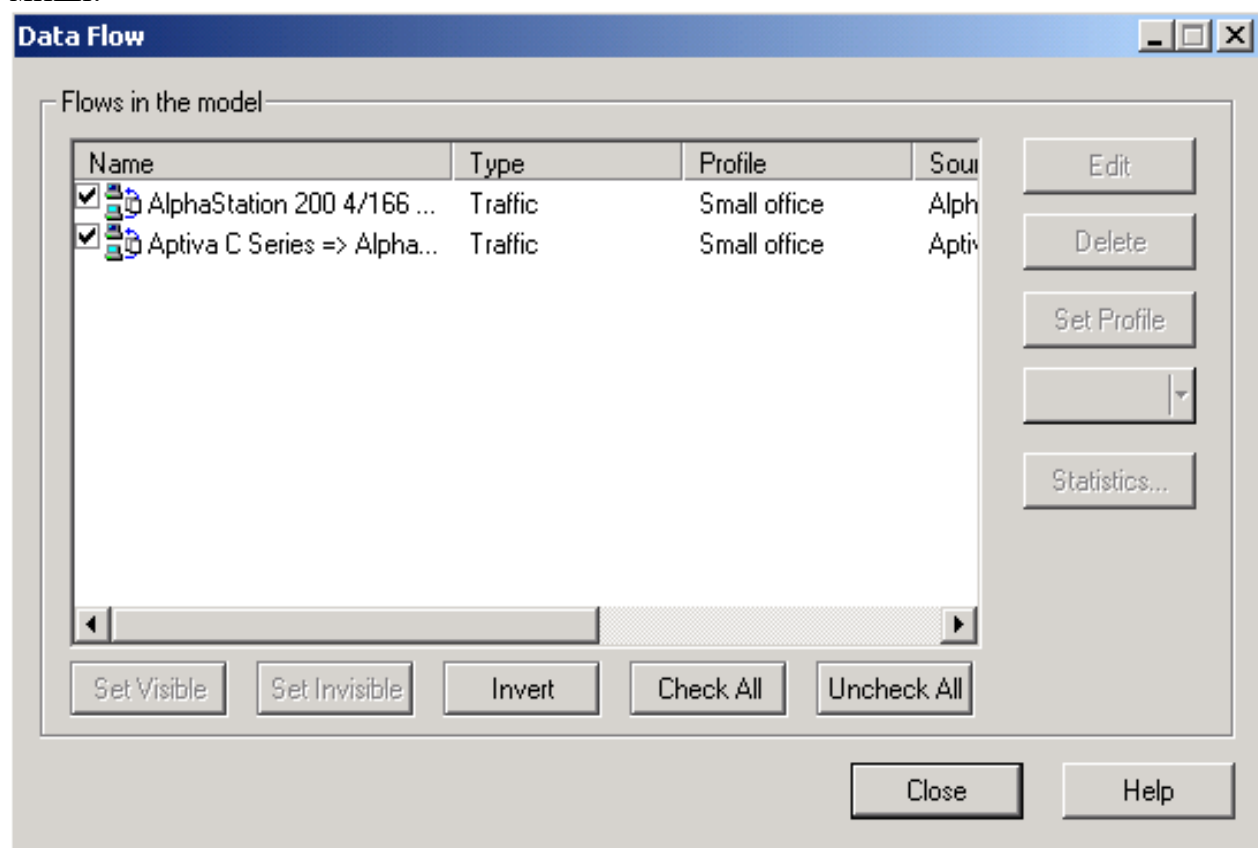 Data Flow
Flows in the model
Name Type Profile Sour
AlphaStation 200 4/166 ... Traffic Small office Alph
Aptiva C Series => Alpha... Traffic Small office Aptiv
Edit
Delete
Set Profile
Statistics...
Set Visible Set Invisible Invert Check All Uncheck All
Close Help